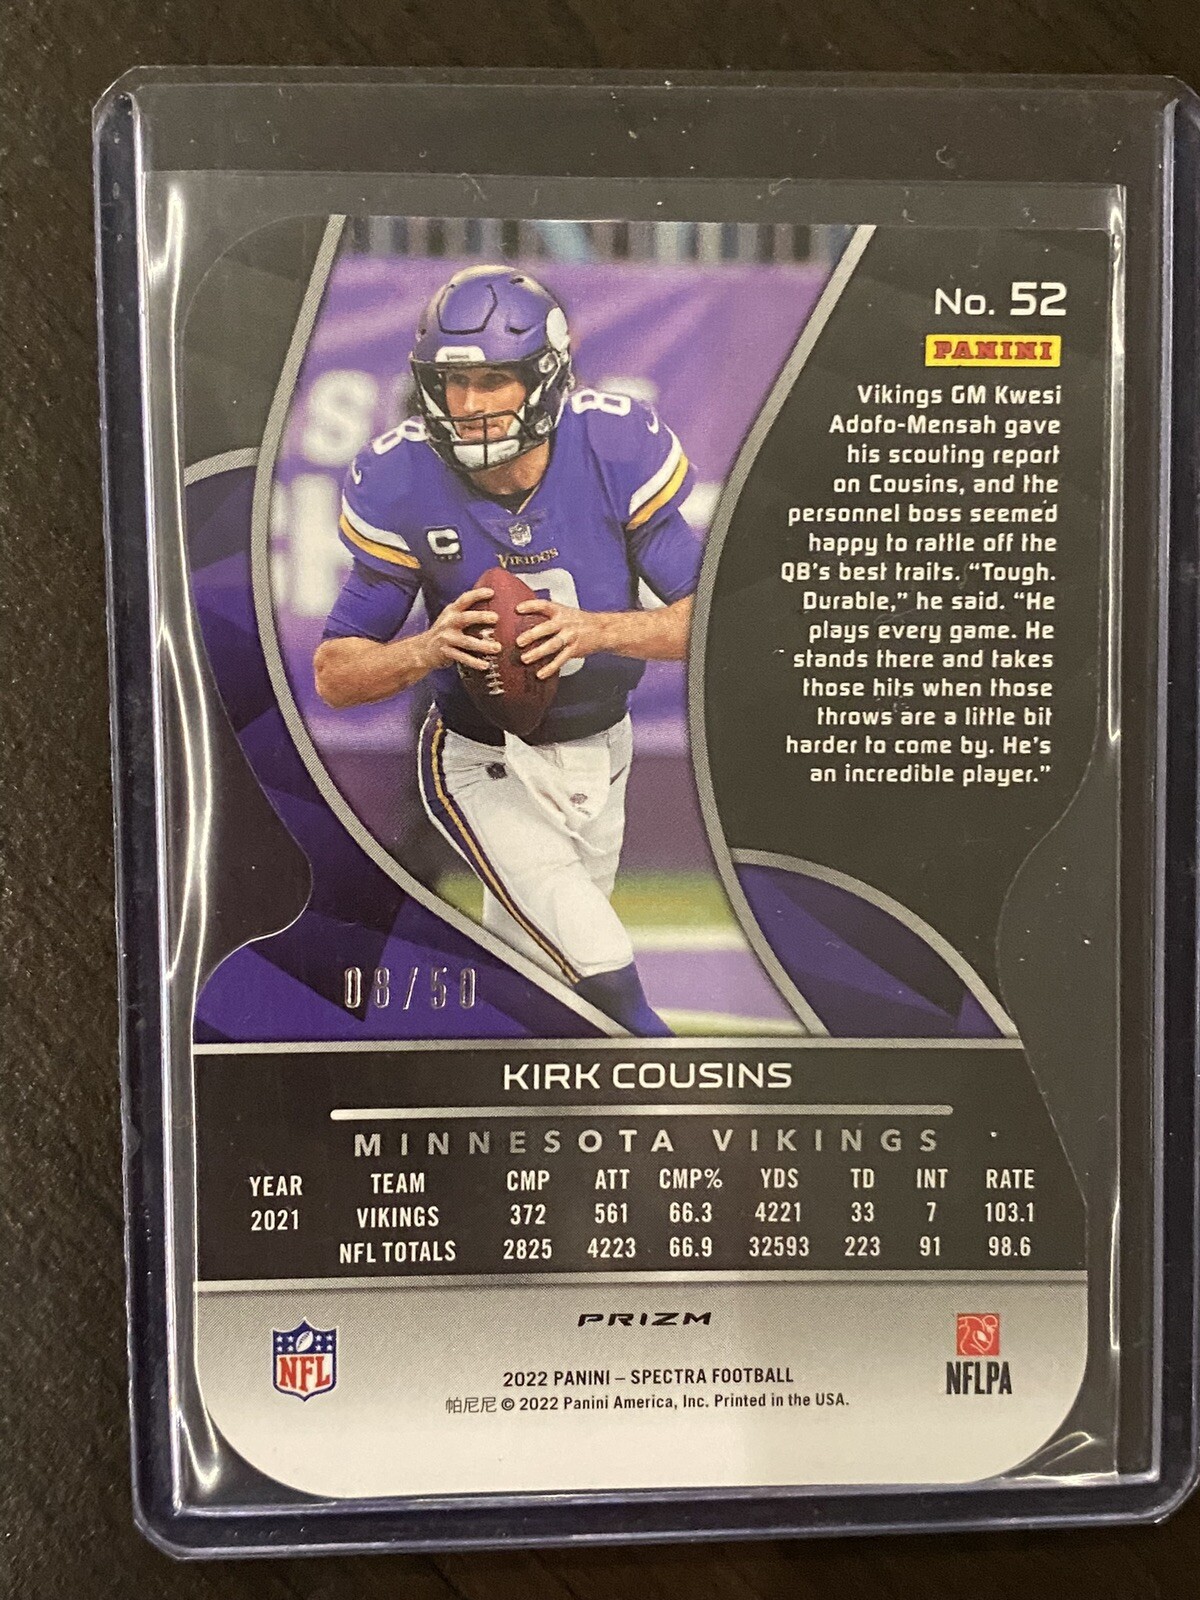 No. 52
PANINI
Vikings GM Kwesi
Adofo-Mensah gave
his scouting report
on Cousins, and the
personnel boss seemed
happy to rattle off the
QB's best traits. “Tough.
Durable,” he said. “He
plays every game. He
stands there and takes
those hits when those
throws are a little bit
harder to come by. He's
an incredible player.”
8
8
C
VIKINGS
08/50
KIRK COUSINS
MINNESOTA VIKINGS
YEAR TEAM CMP ATT CMP% YDS TD INT RATE
2021 VIKINGS 372 561 66.3 4221 33 7 103.1
NFL TOTALS 2825 4223 66.9 32593 223 91 98.6
PRIZM
NFL
NFLPA
2022 PANINI – SPECTRA FOOTBALL
帕尼尼 © 2022 Panini America, Inc. Printed in the USA.